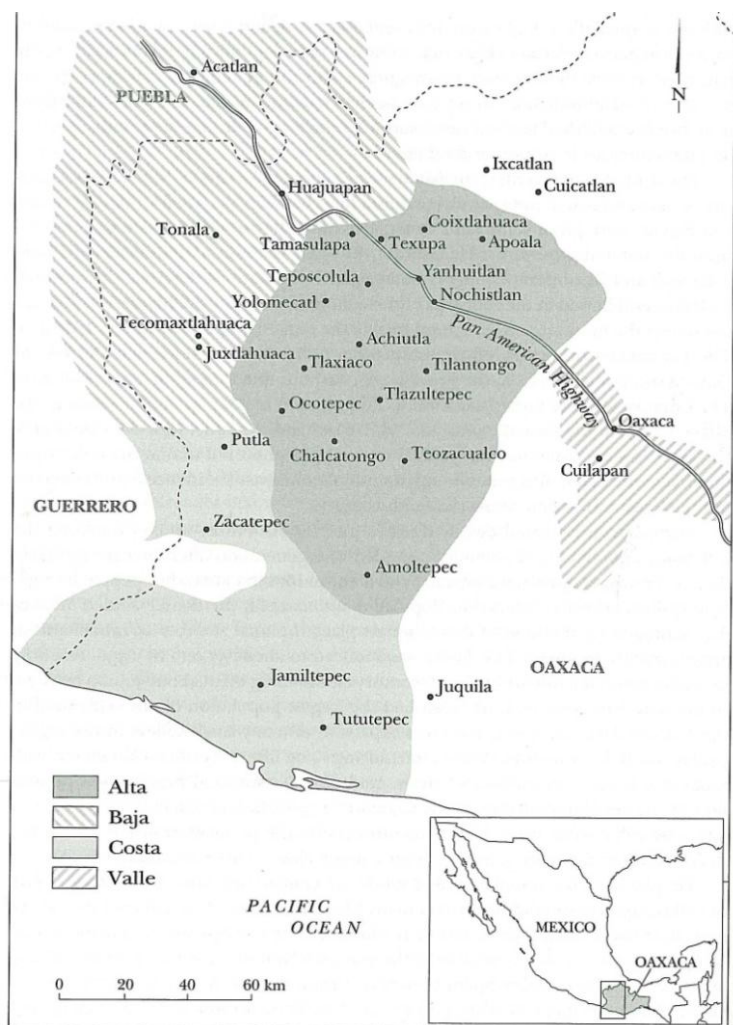 Acatlan
PUEBLA
N
Ixcatlan
Cuicatlan
Huajuapan
Coixtlahuaca
Tonala
Tamasulapa
Texupa
Apoala
Teposcolula
Yanhuitlan
Yolomecatl
Nochistlan
Pan American Highway
Tecomaxtlahuaca
Achiutla
Juxtlahuaca
Tlaxiaco
Tilantongo
Ocotepec
Tlazultepec
Oaxaca
Putla
Chalcatongo
Teozacualco
Cuilapan
GUERRERO
Zacatepec
Amoltepec
OAXACA
Jamiltepec
Juquila
Tututepec
Alta
Baja
Costa
Valle
PACIFIC
OCEAN
MEXICO
OAXACA
0 20 40 60 km